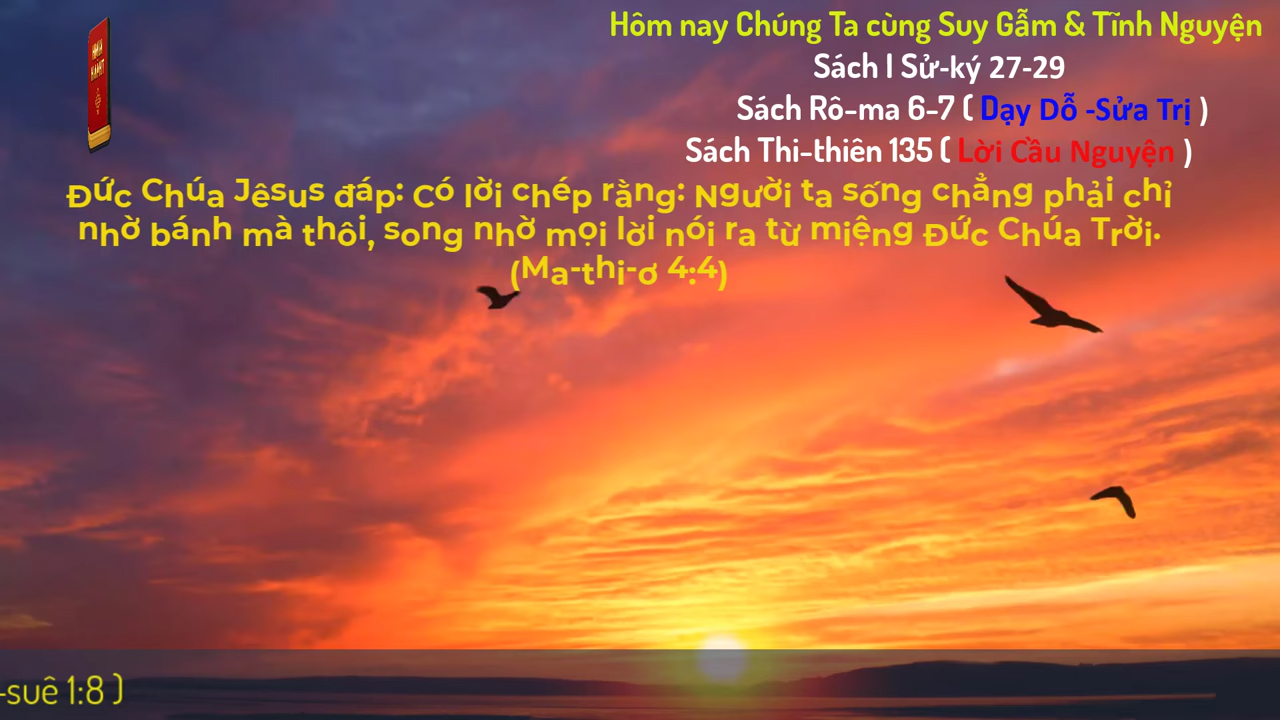 Hôm nay Chúng Ta cùng Suy Gẫm & Tĩnh Nguyện
Sách I Sử-ký 27-29
Sách Rô-ma 6-7 ( Dạy Dỗ -Sửa Trị )
Sách Thi-thiên 135 ( Lời Cầu Nguyện )
Đức Chúa Jêsus đáp: Có lời chép rằng: Người ta sống chẳng phải chỉ
nhờ bánh mà thôi, song nhờ mọi lời nói ra từ miệng Đức Chúa Trời.
(Ma-thi-ơ 4:4)
-suê 1:8 )